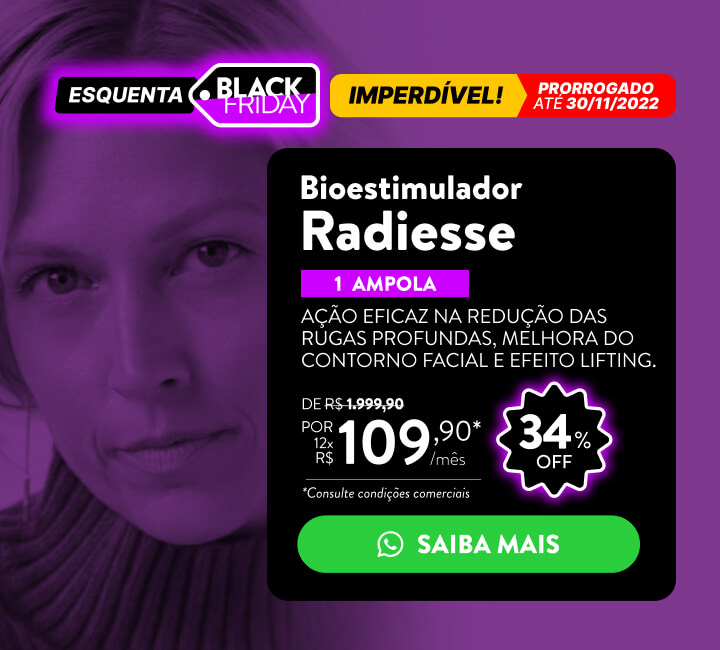 ESQUENTA
BLACK
FRIDAY
IMPERDÍVEL!
PRORROGADO
ATÉ 30/11/2022
Bioestimulador
Radiesse
1 AMPOLA
AÇÃO EFICAZ NA REDUÇÃO DAS
RUGAS PROFUNDAS, MELHORA DO
CONTORNO FACIAL E EFEITO LIFTING.
DE R$ 1.999,90
POR
12x
R$
109,90*
/mês
34%
OFF
*Consulte condições comerciais
SAIBA MAIS